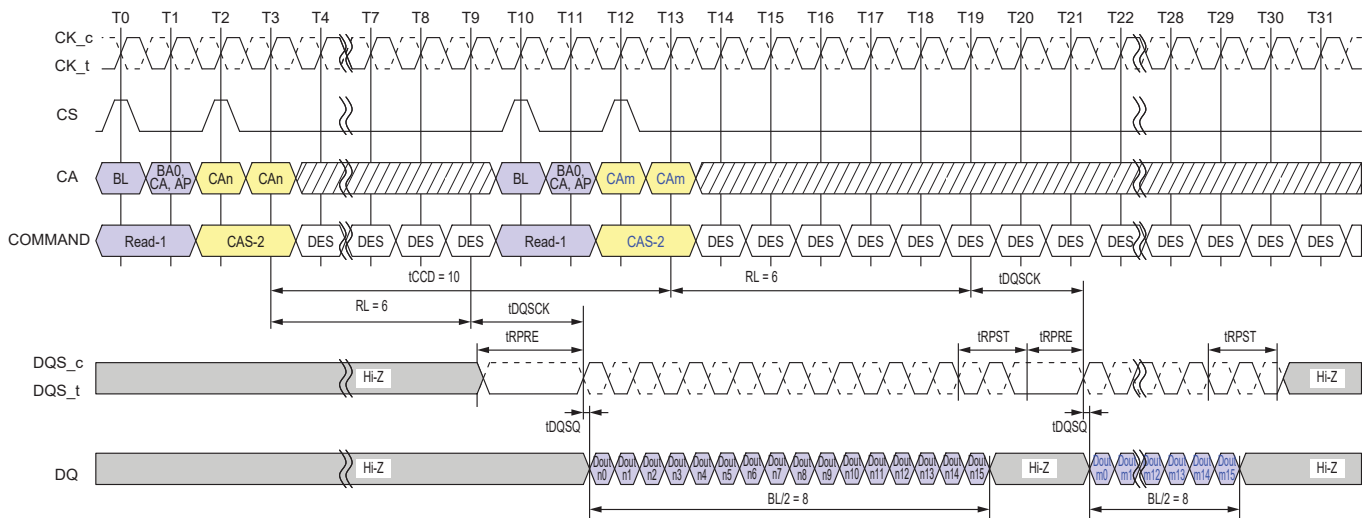 T0 T1 T2 T3 T4 T7 T8 T9 T10 T11 T12 T13 T14 T15 T16 T17 T18 T19 T20 T21 T22 T28 T29 T30 T31
CK_c
CK_t
CS
CA BL BA0, CA, AP CAn CAn BL BA0, CA, AP CAm CAm
COMMAND Read-1 CAS-2 DES DES DES DES Read-1 CAS-2 DES DES DES DES DES DES DES DES DES DES DES DES DES
tCCD = 10 RL = 6 tDQSCK
RL = 6 tDQSCK
tRPRE tRPST tRPRE tRPST
DQS_c
DQS_t
Hi-Z Hi-Z
tDQSQ tDQSQ
DQ Hi-Z Dout n0 Dout n1 Dout n2 Dout n3 Dout n4 Dout n5 Dout n6 Dout n7 Dout n8 Dout n9 Dout n10 Dout n11 Dout n12 Dout n13 Dout n14 Dout n15 Hi-Z Dout m0 Dout m1 Dout m12 Dout m13 Dout m14 Dout m15 Hi-Z
BL/2 = 8 BL/2 = 8